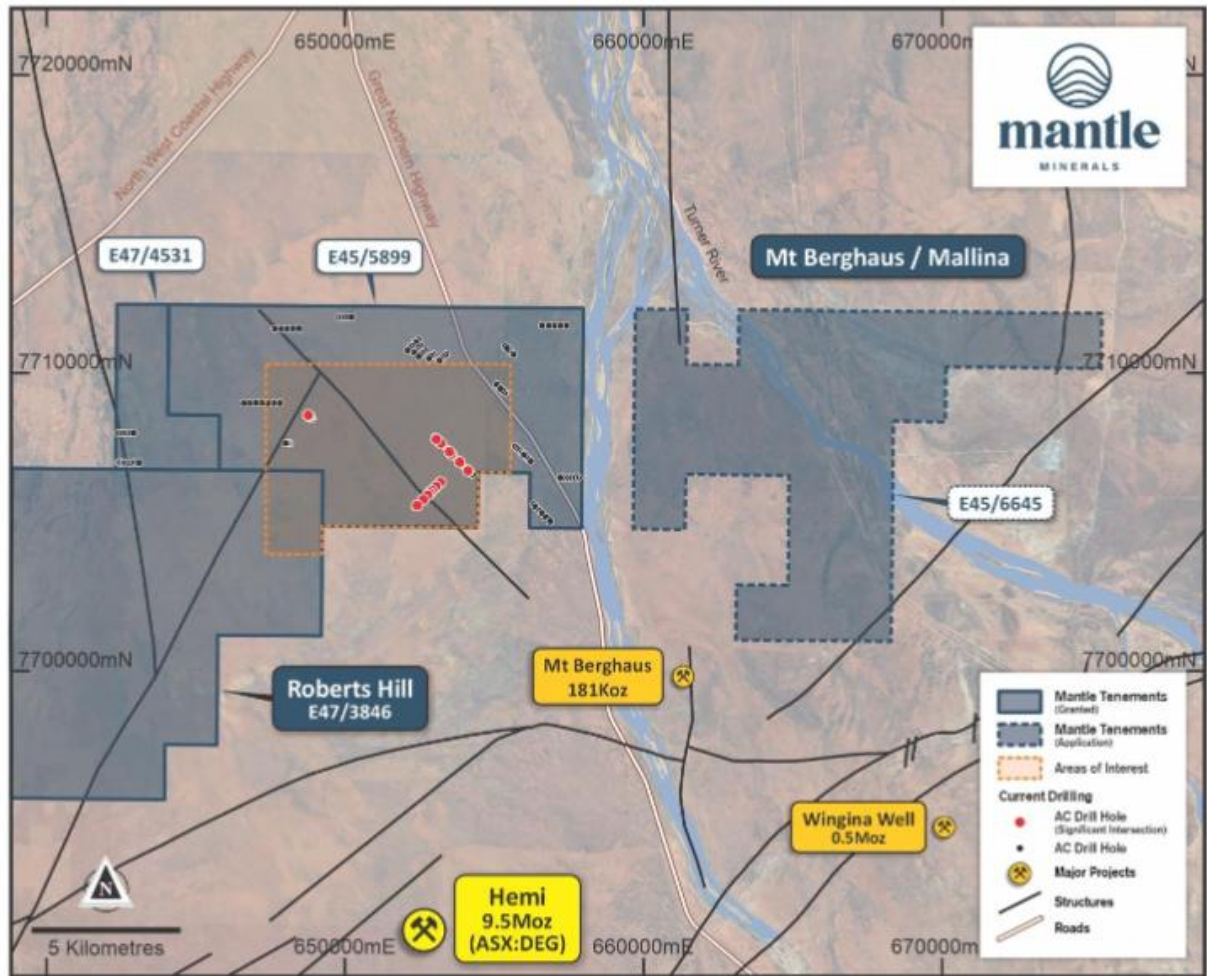 650000mE
660000mE
670000m
7720000mN
North West Coastal Highway
Great Northern Highway
mantle
MINERALS
E47/4531
E45/5899
Turner River
Mt Berghaus / Mallina
7710000mN
7710000mN
E45/6645
7700000mN
7700000mN
Mt Berghaus
181Koz
Roberts Hill
E47/3846
Wingina Well
0.5Moz
Hemi
9.5Moz
(ASX:DEG)
N
5 Kilometres
650000mE
660000mE
670000m
Mantle Tenements
(Granted)
Mantle Tenements
(Application)
Areas of Interest
Current Drilling
AC Drill Hole
(Significant Intersection)
AC Drill Hole
Major Projects
Structures
Roads